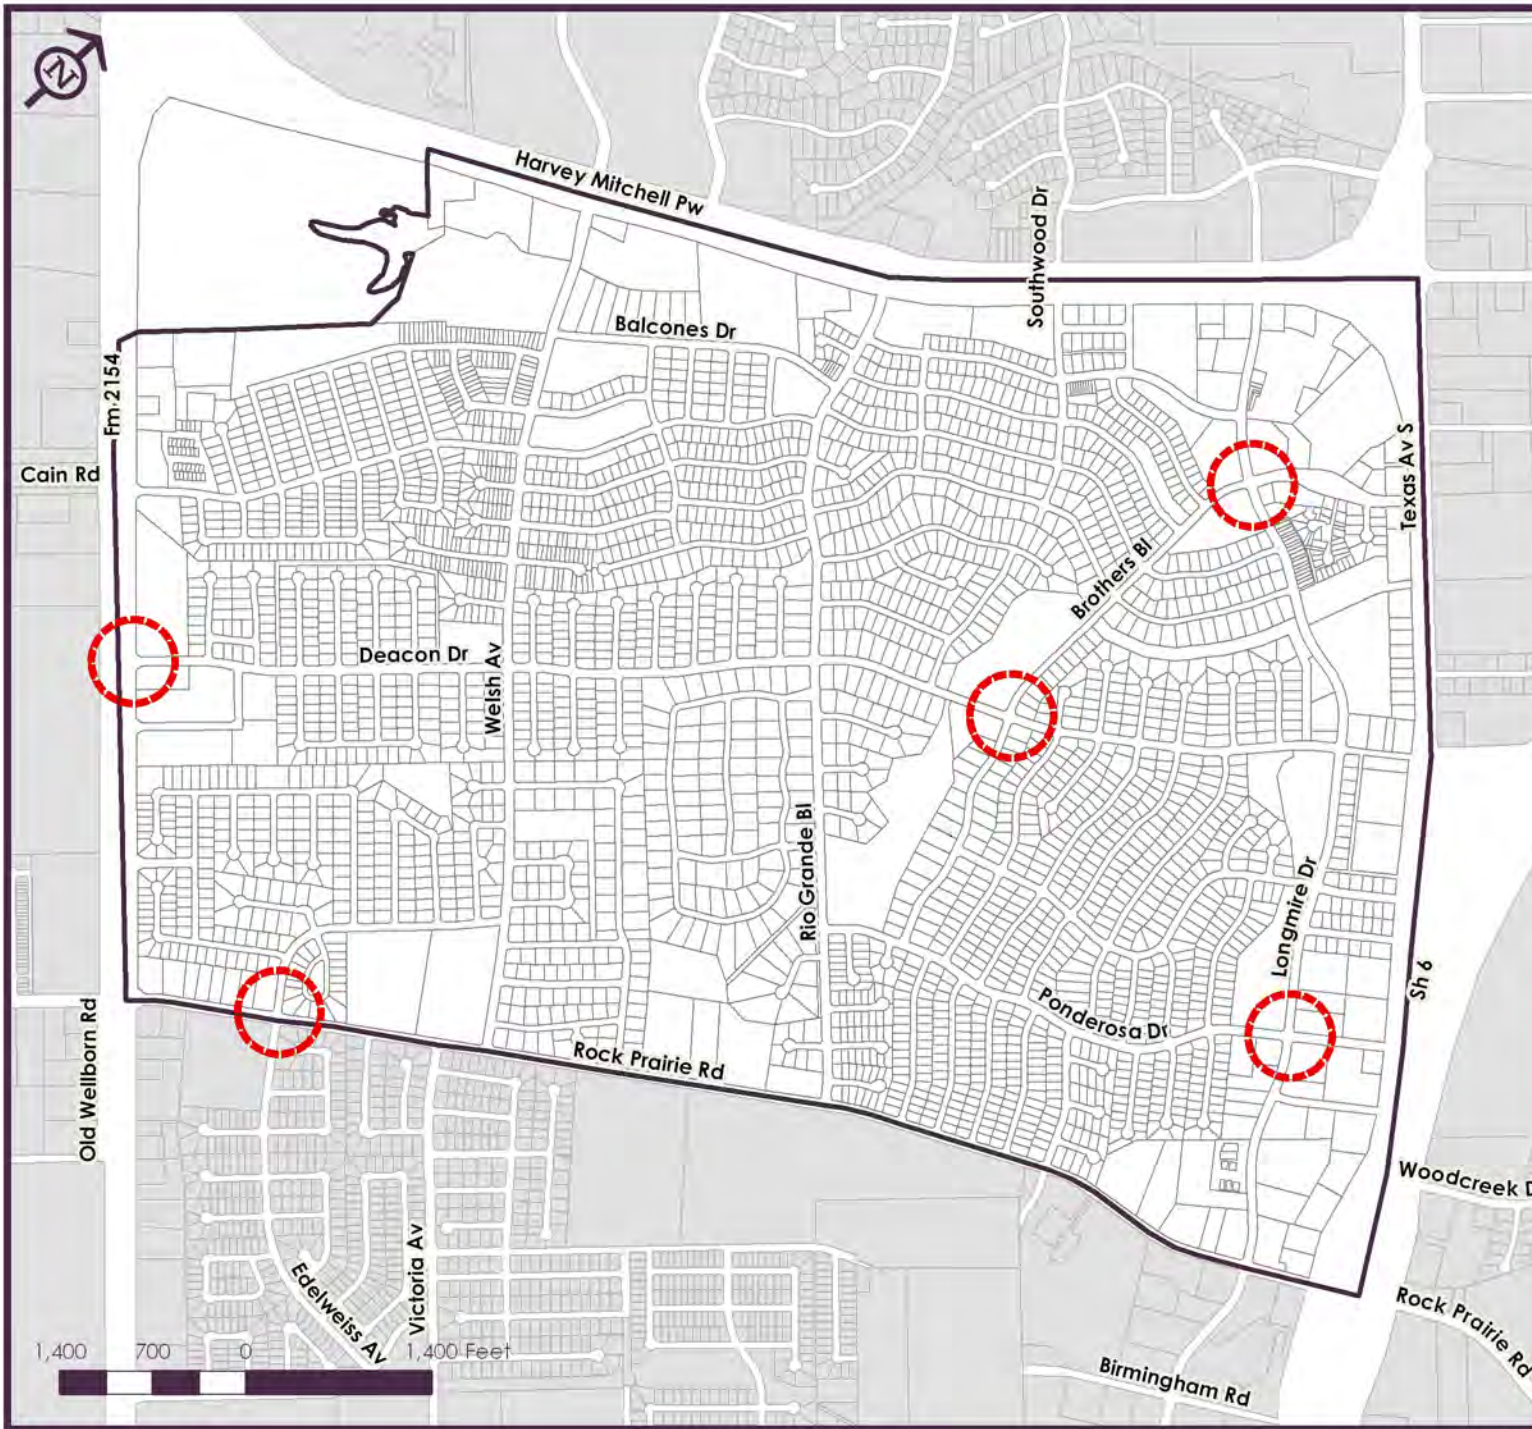 N
Harvey Mitchell Pw
Southwood Dr
Balcones Dr
Fm 2154
Texas Av S
Cain Rd
Brothers Bl
Deacon Dr
Welsh Av
Rio Grande Bl
Longmire Dr
Sh 6
Ponderosa Dr
Old Wellborn Rd
Rock Prairie Rd
Woodcreek D
Edelweiss Av
Victoria Av
Rock Prairie Rd
1,400 700 0 1,400 Feet
Birmingham Rd